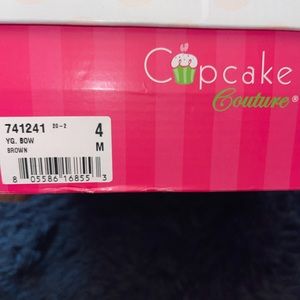 Cupcake
Couture®
741241 20-2
YG. BOW
BROWN
4
M
8 05586 16855 3